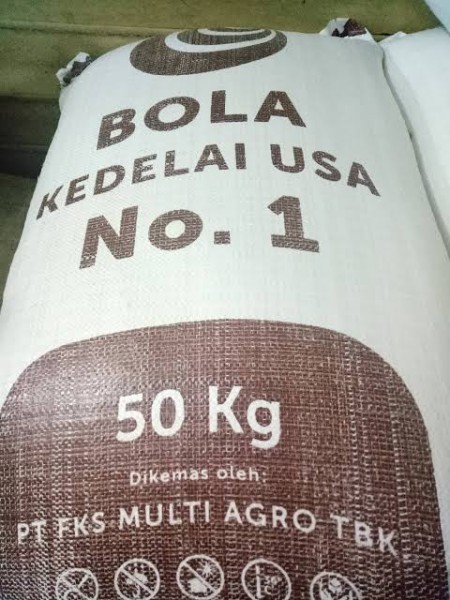 BOLA
KEDELAI USA
No. 1
50 Kg
Dikemas oleh:
PT FKS MULTI AGRO TBK